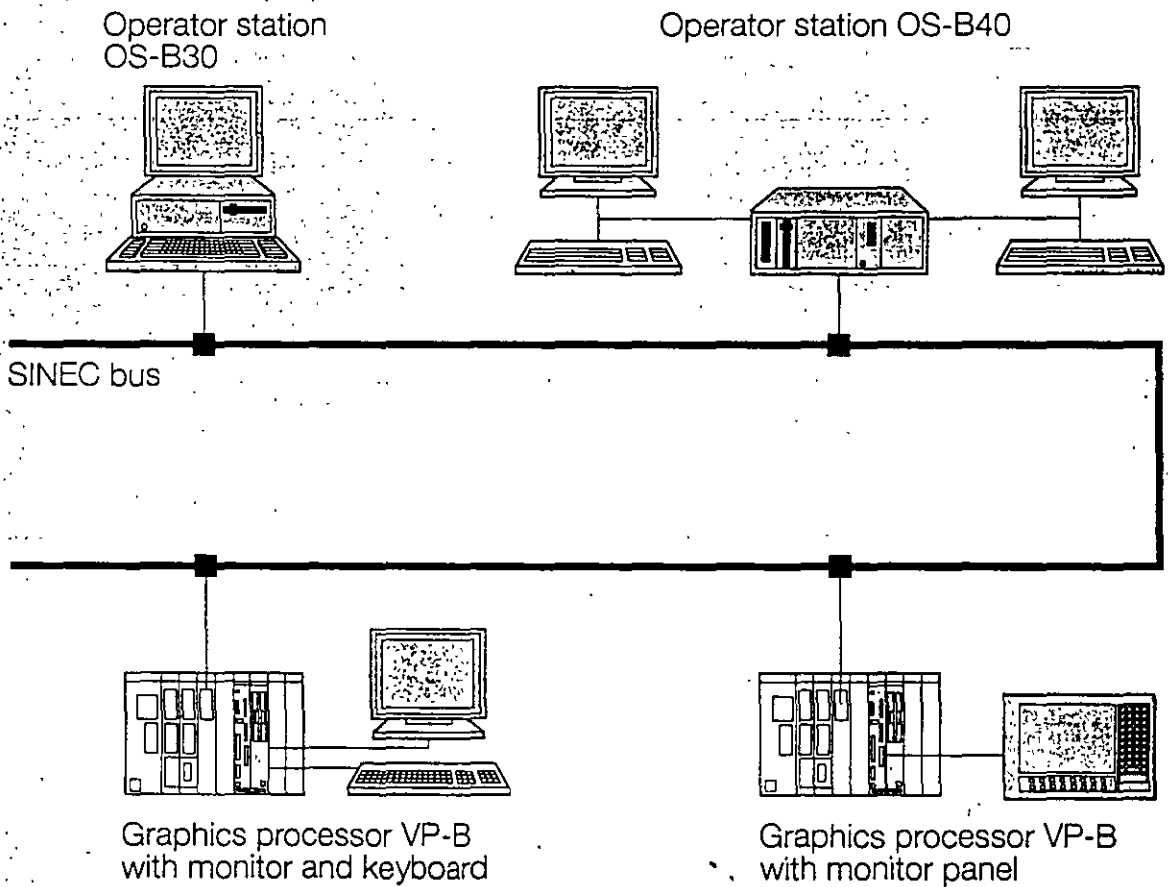 Operator station
OS-B30
Operator station OS-B40
SINEC bus
Graphics processor VP-B
with monitor and keyboard
Graphics processor VP-B
with monitor panel